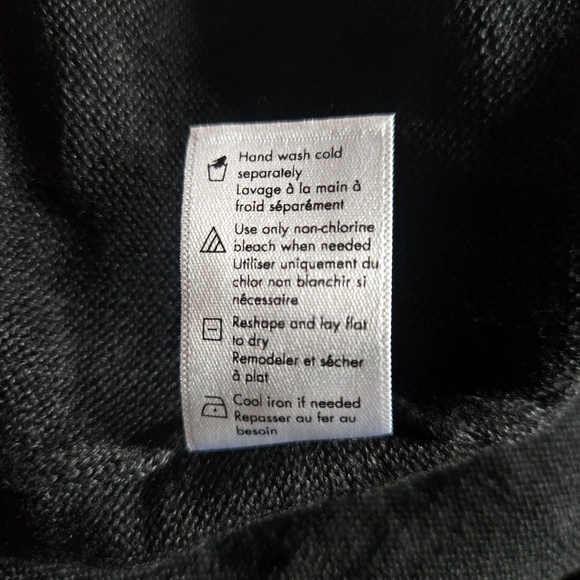 Hand wash cold
separately
Lavage à la main à
froid séparément
Use only non-chlorine
bleach when needed
Utiliser uniquement du
chlor non blanchir si
nécessaire
Reshape and lay flat
to dry
Remodeler et sécher
à plat
Cool iron if needed
Repasser au fer au
besoin